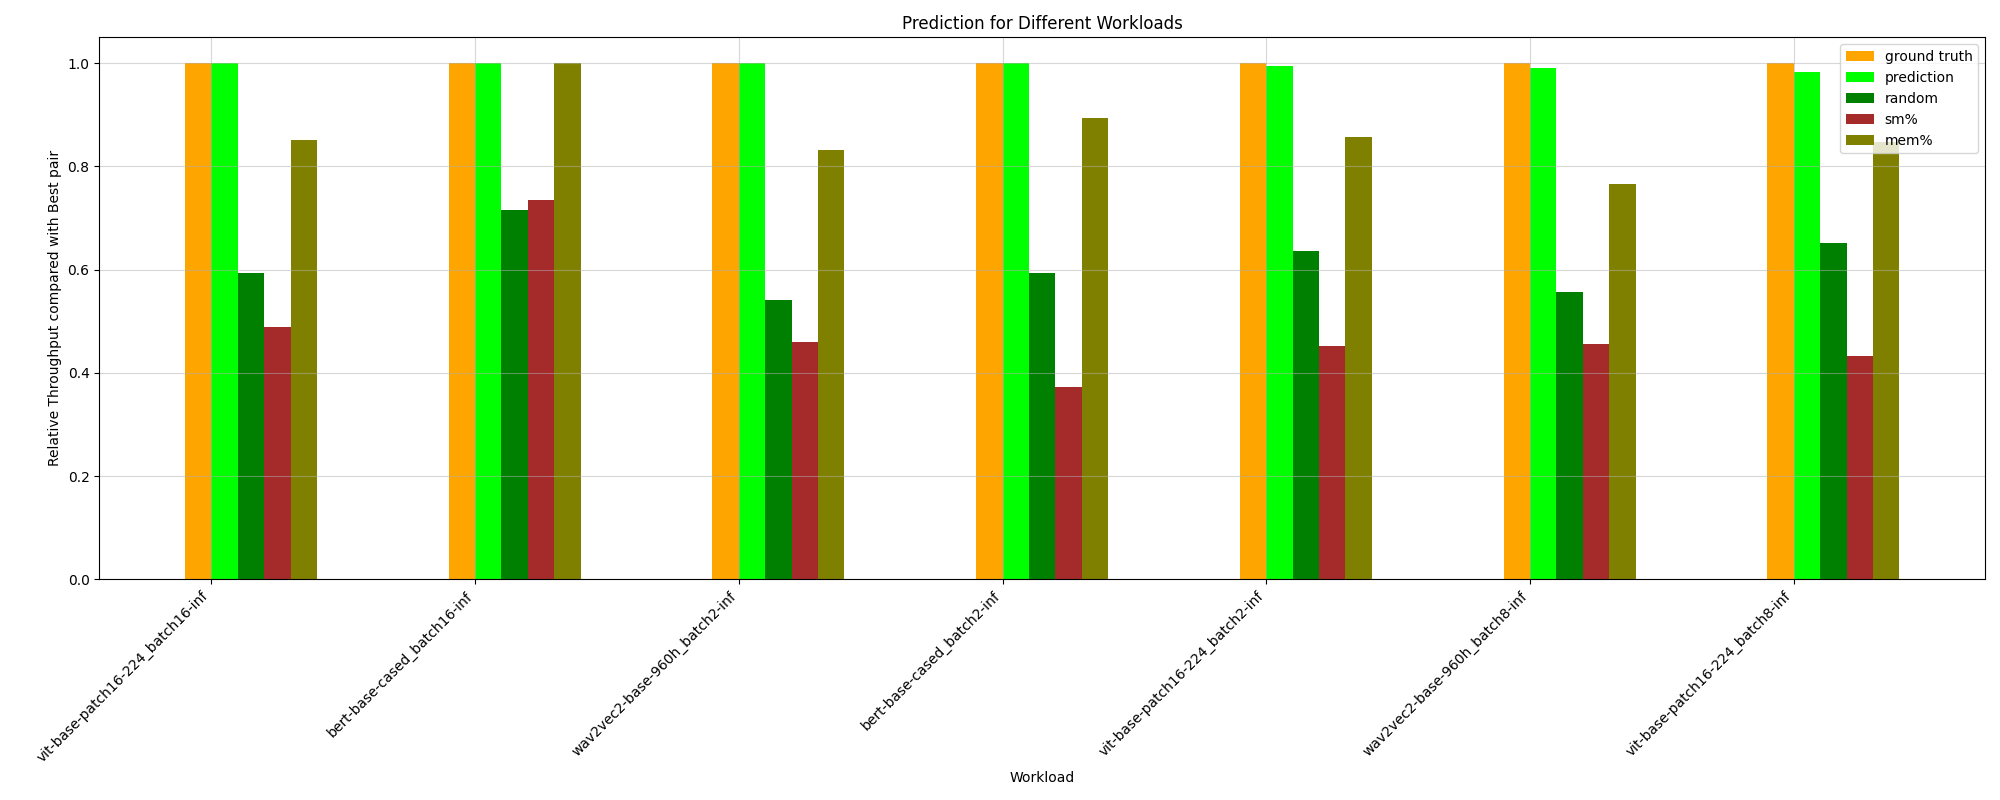 Prediction for Different Workloads
Relative Throughput compared with Best pair
1.0
0.8
0.6
0.4
0.2
0.0
ground truth
prediction
random
sm%
mem%
vit-base-patch16-224_batch16-inf
bert-base-cased_batch16-inf
wav2vec2-base-960h_batch2-inf
bert-base-cased_batch2-inf
vit-base-patch16-224_batch2-inf
wav2vec2-base-960h_batch8-inf
vit-base-patch16-224_batch8-inf
Workload